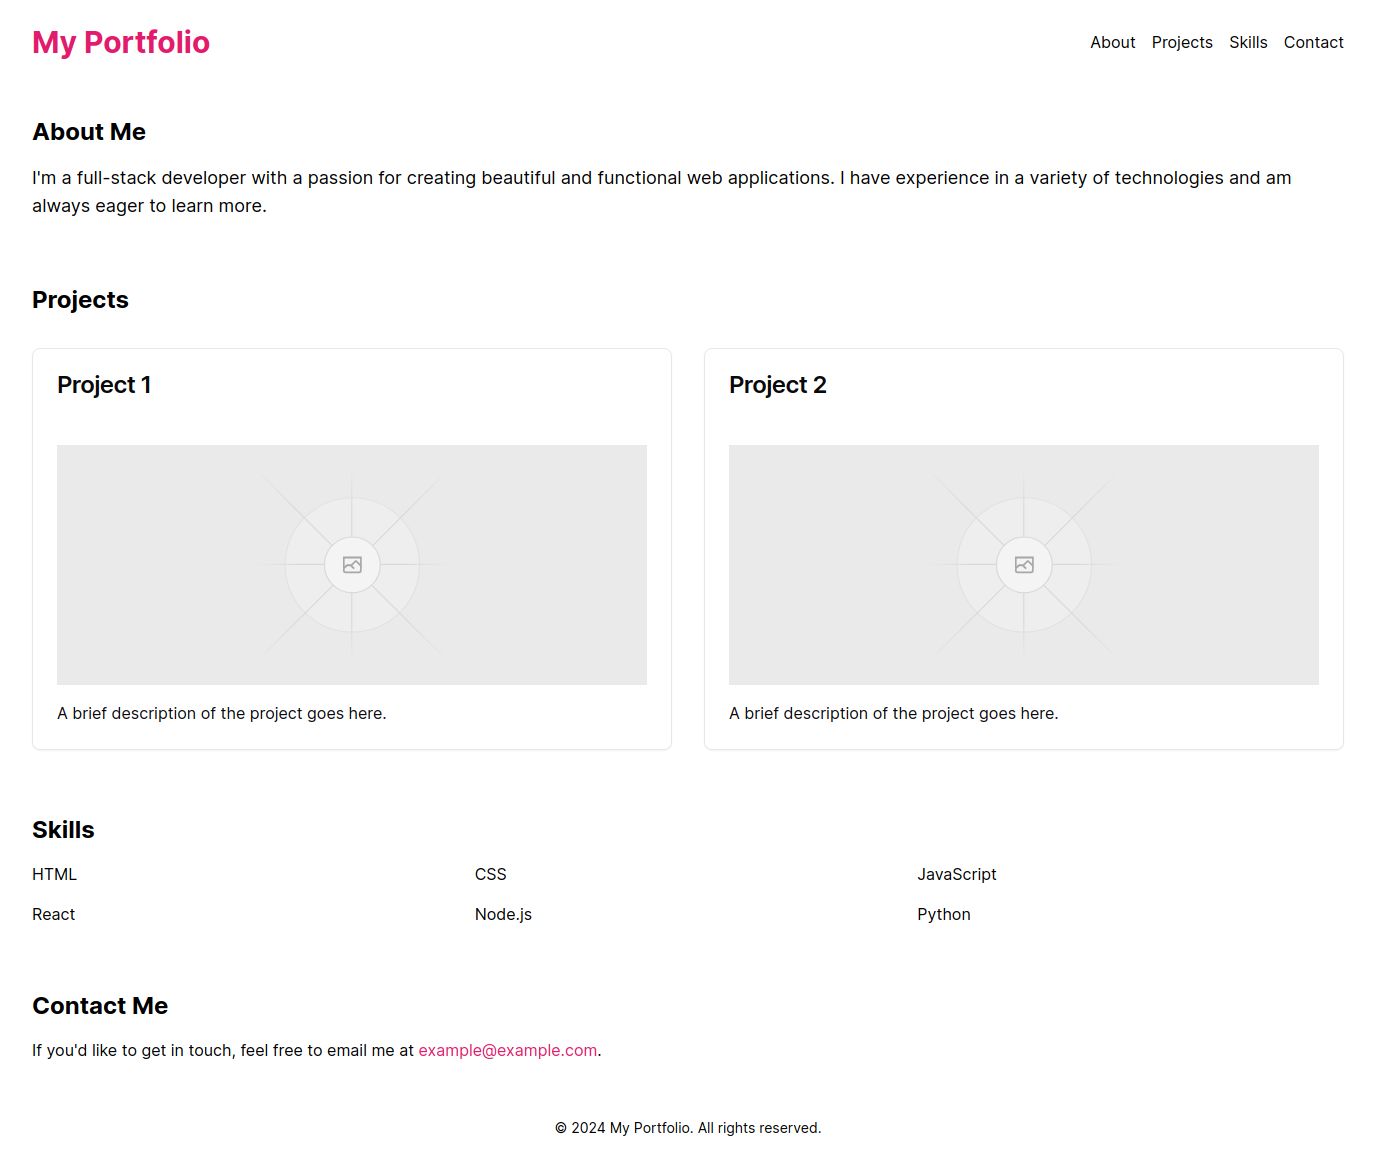 My Portfolio
About Projects Skills Contact
About Me
I'm a full-stack developer with a passion for creating beautiful and functional web applications. I have experience in a variety of technologies and am
always eager to learn more.
Projects
Project 1
A brief description of the project goes here.
Project 2
A brief description of the project goes here.
Skills
HTML CSS JavaScript
React Node.js Python
Contact Me
If you'd like to get in touch, feel free to email me at example@example.com.
© 2024 My Portfolio. All rights reserved.